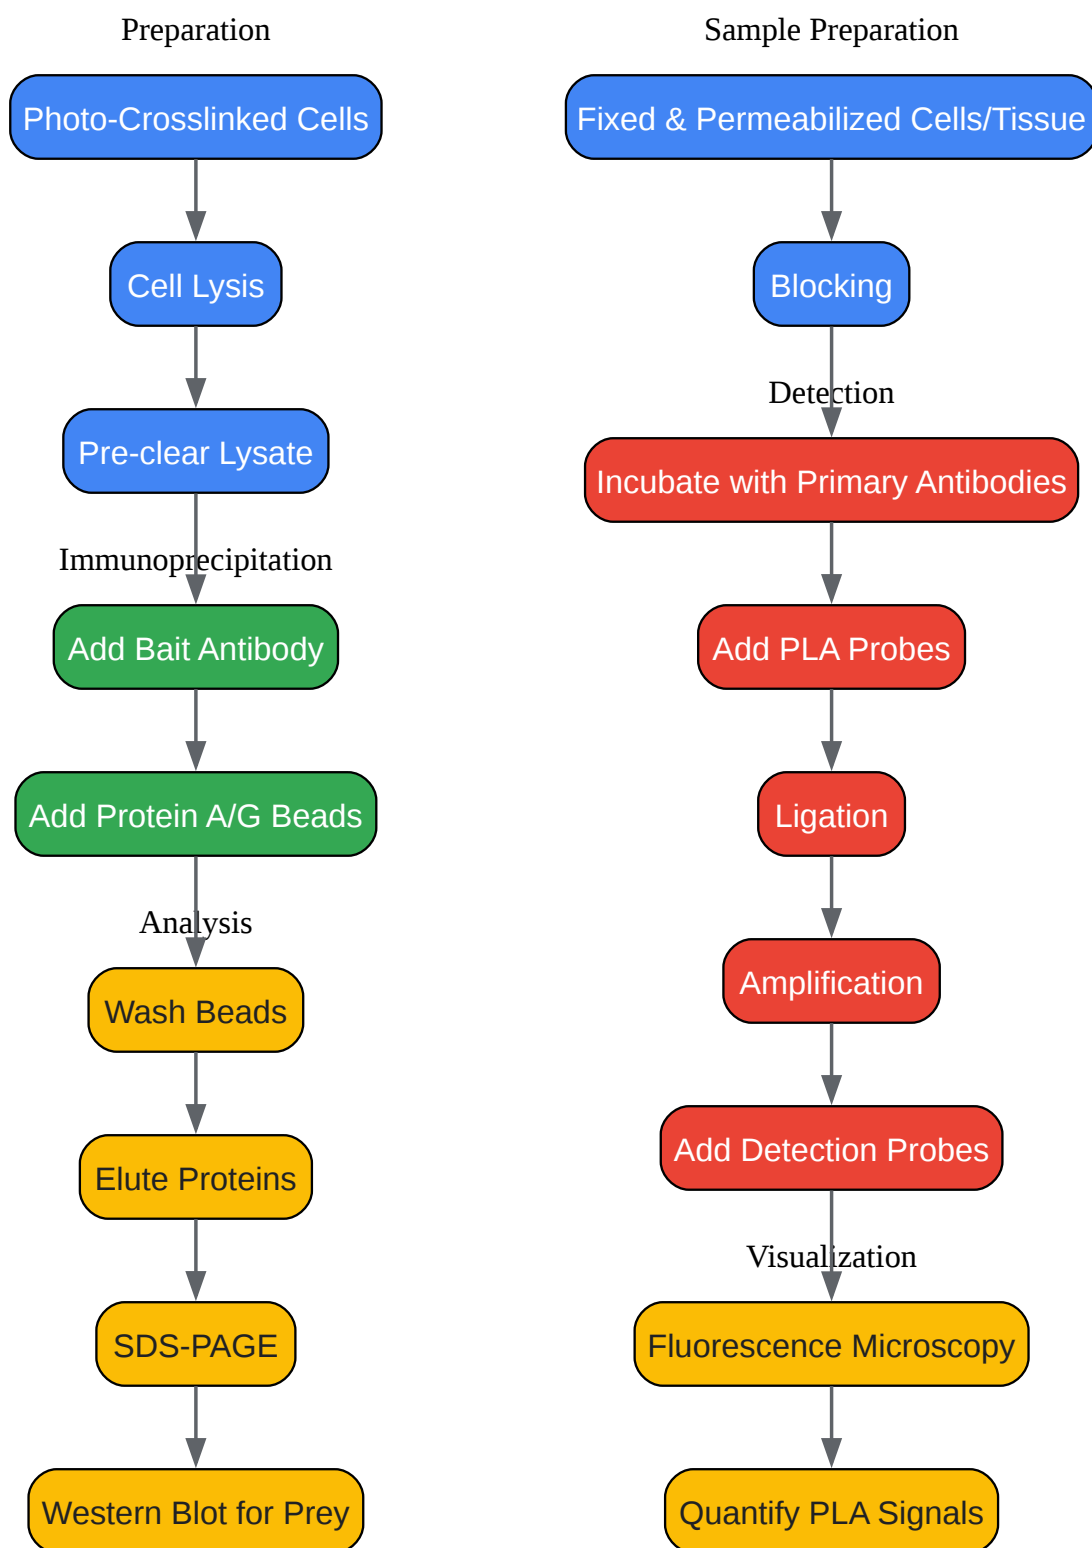 Preparation
Photo-Crosslinked Cells
Cell Lysis
Pre-clear Lysate
Immunoprecipitation
Add Bait Antibody
Add Protein A/G Beads
Analysis
Wash Beads
Elute Proteins
SDS-PAGE
Western Blot for Prey
Sample Preparation
Fixed & Permeabilized Cells/Tissue
Blocking
Detection
Incubate with Primary Antibodies
Add PLA Probes
Ligation
Amplification
Add Detection Probes
Visualization
Fluorescence Microscopy
Quantify PLA Signals